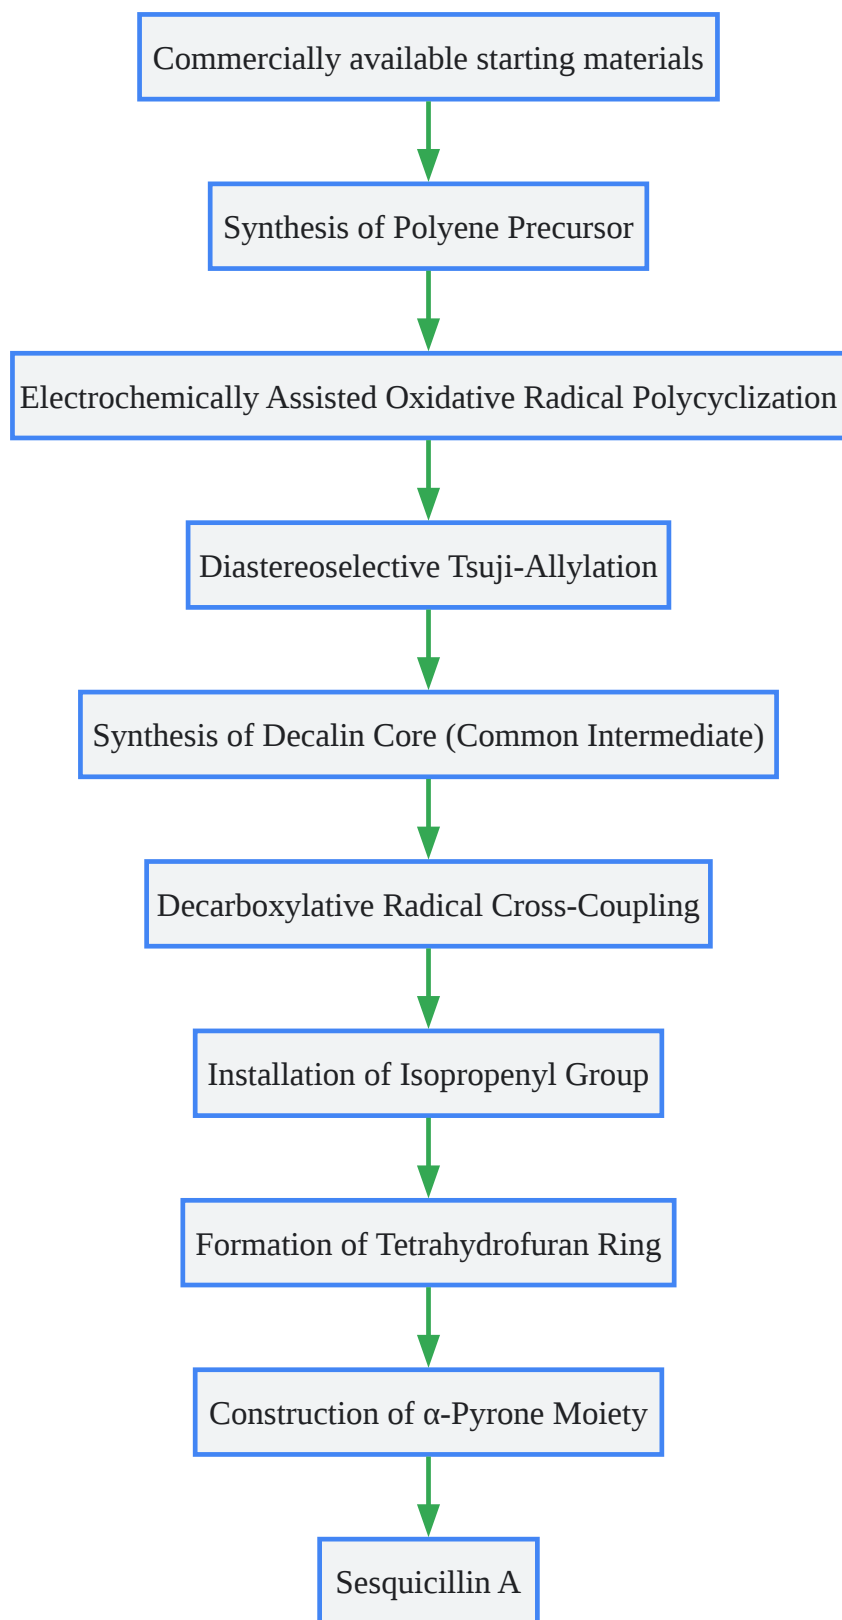 Commercially available starting materials
Synthesis of Polyene Precursor
Electrochemically Assisted Oxidative Radical Polycyclization
Diastereoselective Tsuji-Allylation
Synthesis of Decalin Core (Common Intermediate)
Decarboxylative Radical Cross-Coupling
Installation of Isopropenyl Group
Formation of Tetrahydrofuran Ring
Construction of α-Pyrone Moiety
Sesquicillin A